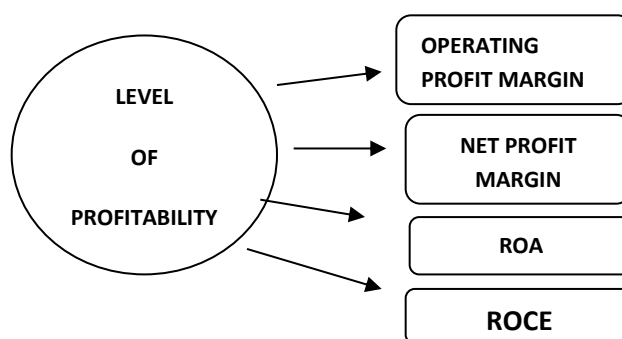 LEVEL
OF
PROFITABILITY
OPERATING
PROFIT MARGIN
NET PROFIT
MARGIN
ROA
ROCE